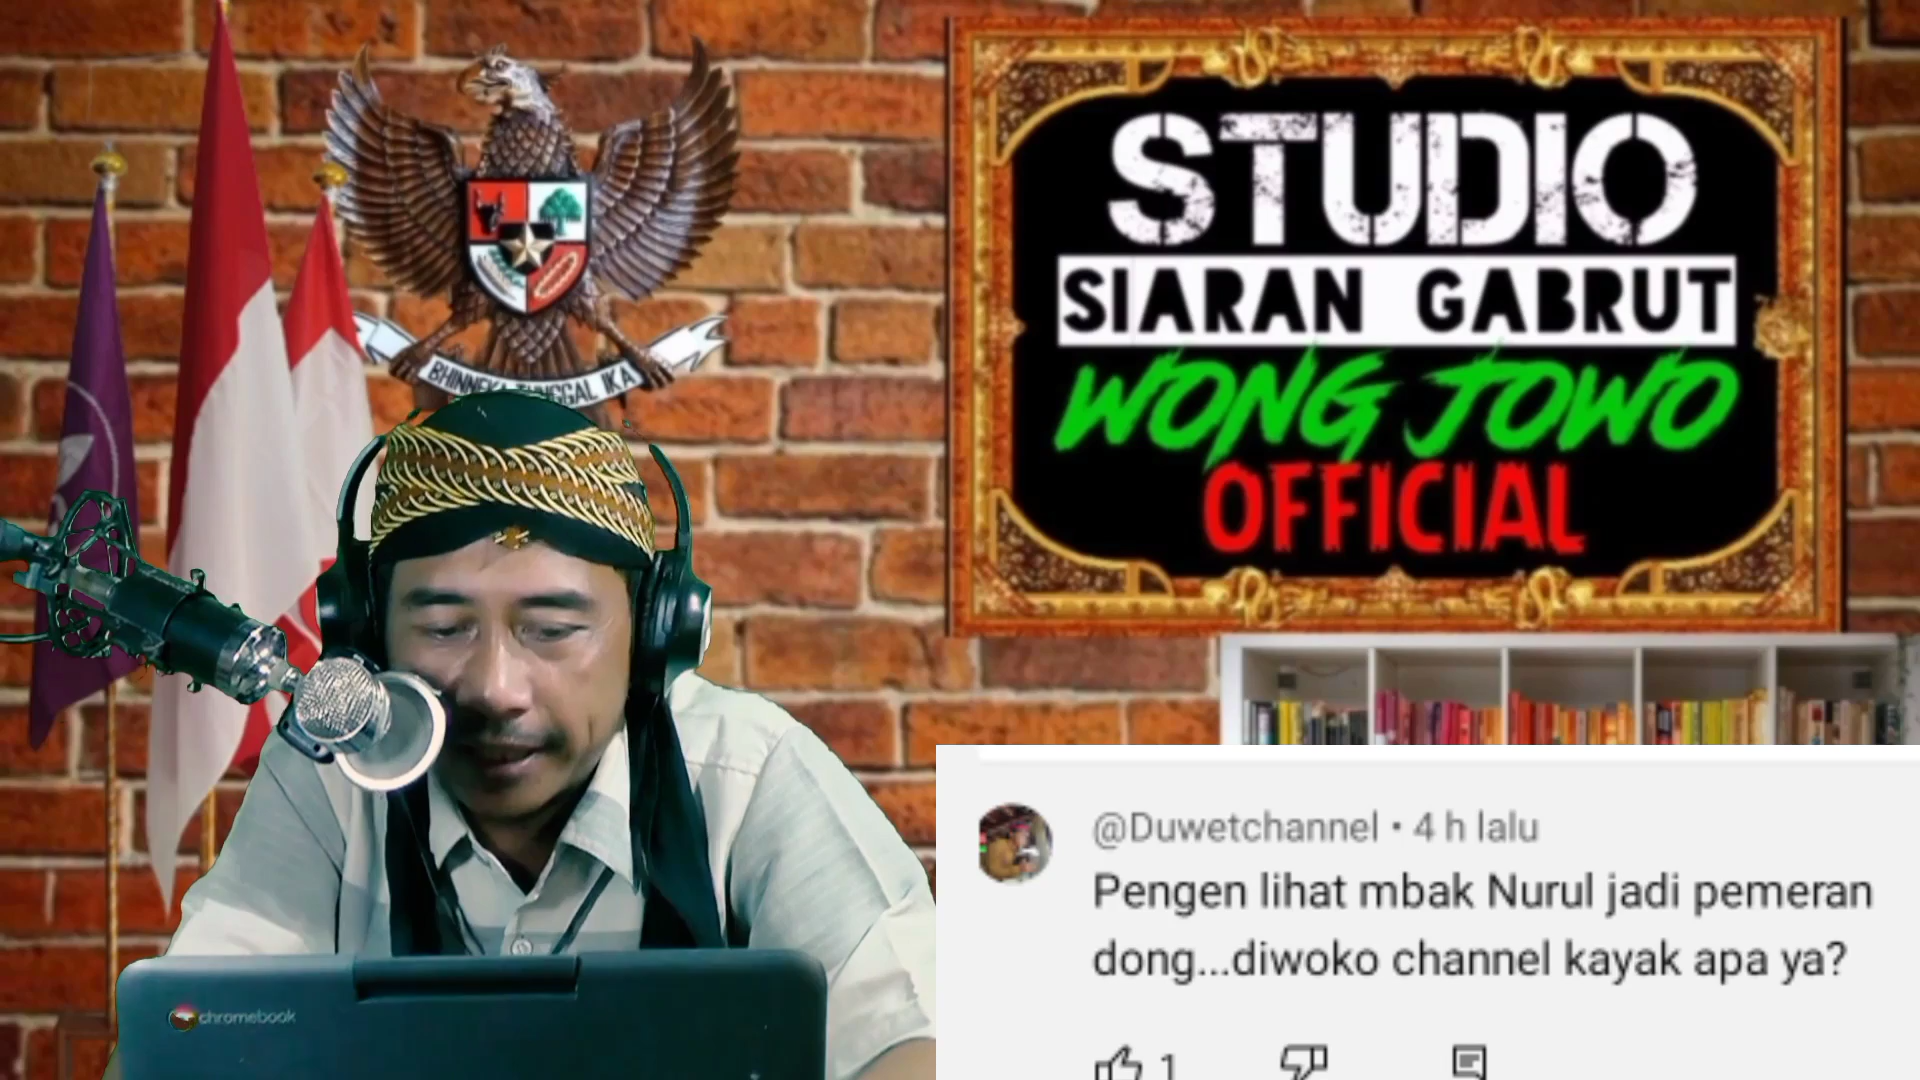 BHINNEKA TUNGGAL IKA
STUDIO
SIARAN GABRUT
WONG JOWO
OFFICIAL
chromebook
@Duwetchannel • 4 h lalu
Pengen lihat mbak Nurul jadi pemeran
dong...diwoko channel kayak apa ya?
1